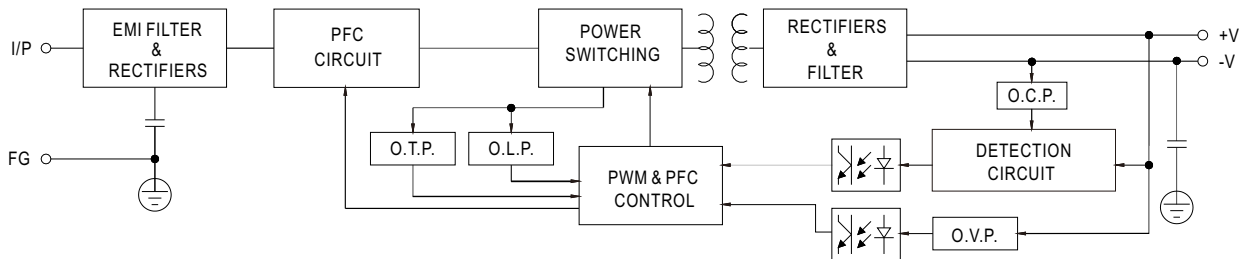 I/P
EMI FILTER
&
RECTIFIERS
PFC
CIRCUIT
POWER
SWITCHING
RECTIFIERS
&
FILTER
+V
-V
O.C.P.
FG
O.T.P.
O.L.P.
PWM & PFC
CONTROL
DETECTION
CIRCUIT
O.V.P.